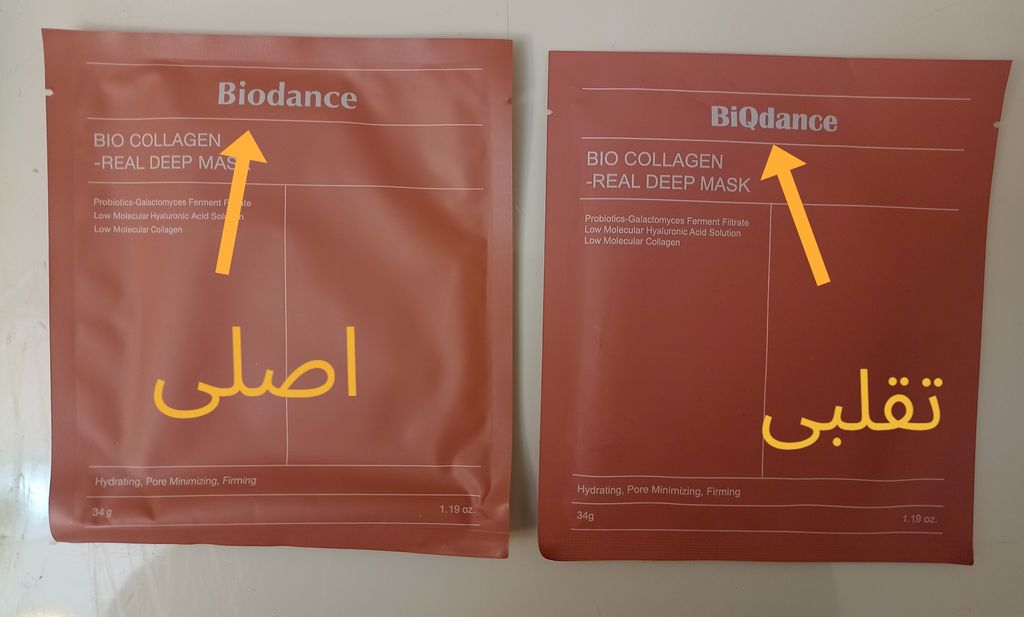 Biodance
BIO COLLAGEN
-REAL DEEP MASK
Probiotics-Galactomyces Ferment Filtrate
Low Molecular Hyaluronic Acid Solution
Low Molecular Collagen
اصلی
Hydrating, Pore Minimizing, Firming
34 g
1.19 oz.
BiQdance
BIO COLLAGEN
-REAL DEEP MASK
Probiotics-Galactomyces Ferment Filtrate
Low Molecular Hyaluronic Acid Solution
Low Molecular Collagen
تقلبی
Hydrating, Pore Minimizing, Firming
34g
1.19 oz.